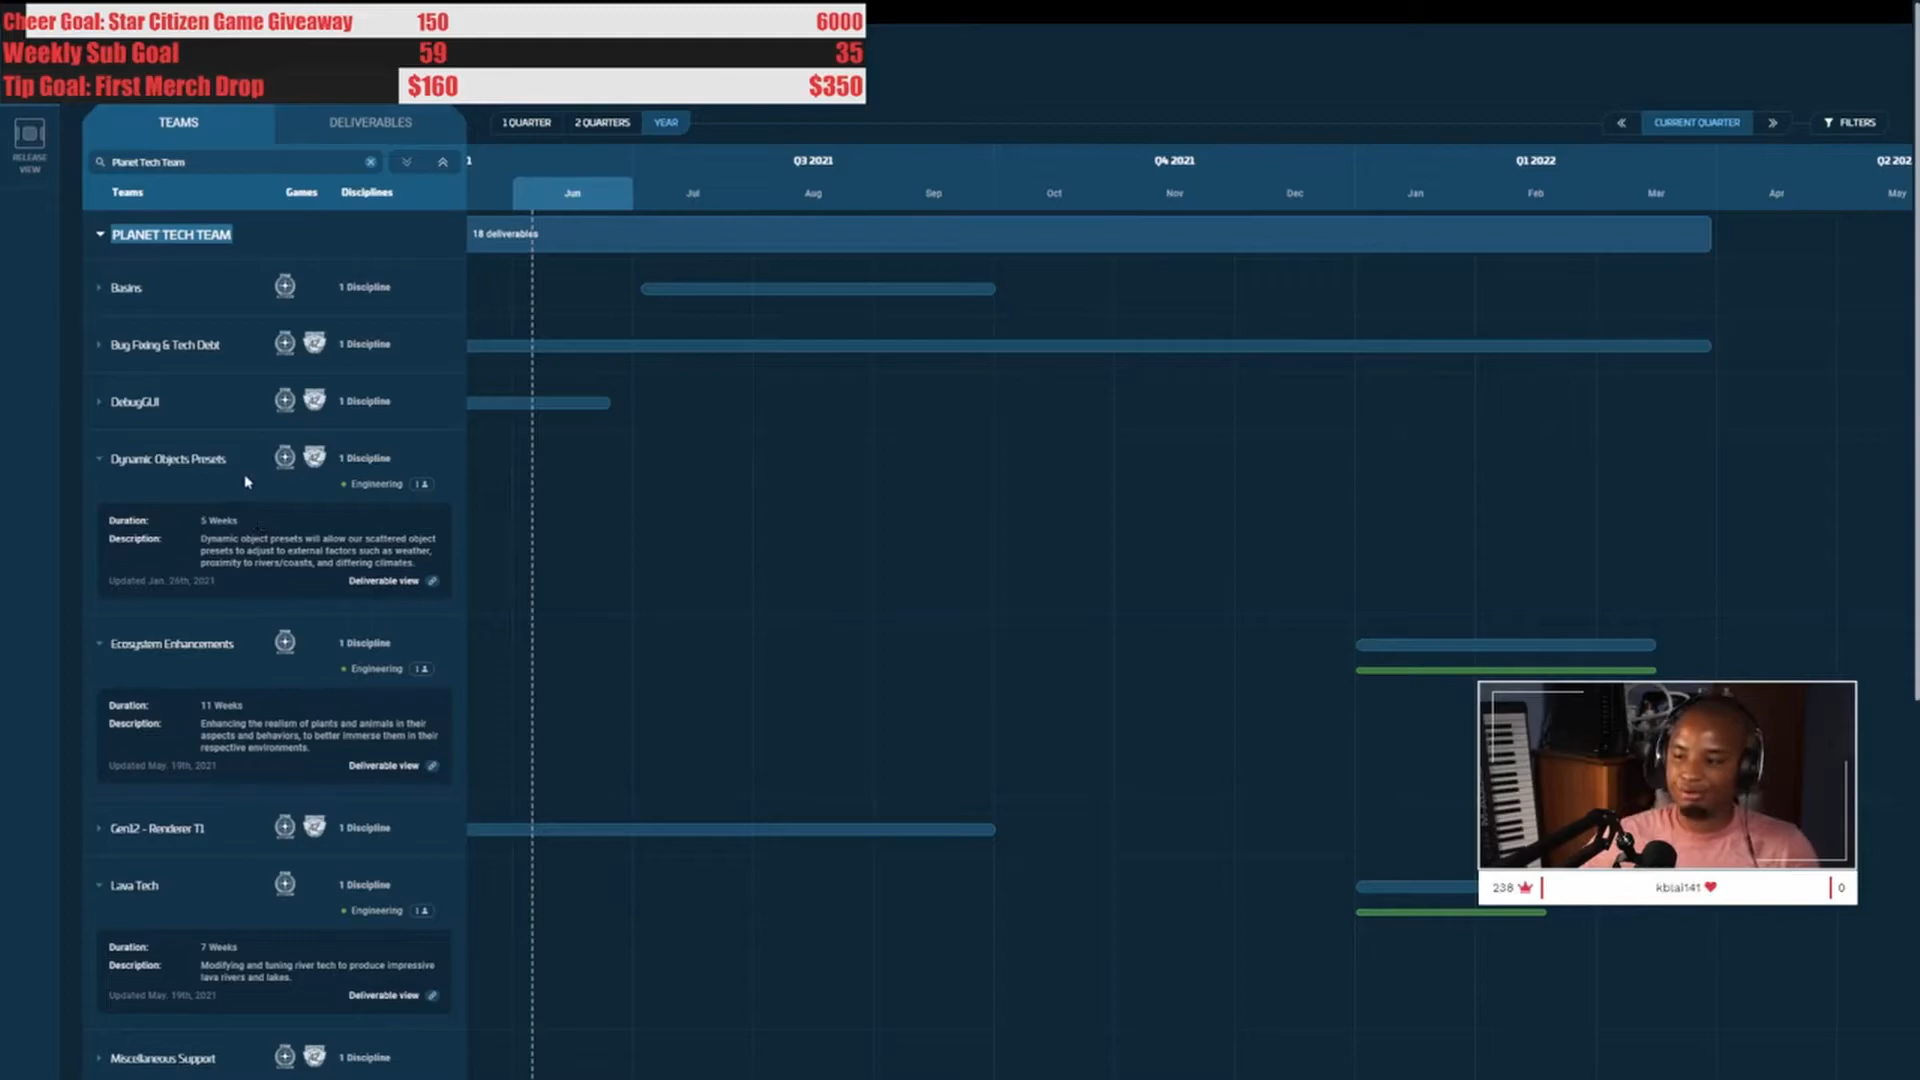 Cheer Goal: Star Citizen Game Giveaway 150 6000
Weekly Sub Goal 59 35
Tip Goal: First Merch Drop $160 $350
RELEASE VIEW
TEAMS DELIVERABLES 1 QUARTER 2 QUARTERS YEAR CURRENT QUARTER FILTERS
Planet Tech Team
1 Q3 2021 Q4 2021 Q1 2022 Q2 202
Teams Games Disciplines Jun Jul Aug Sep Oct Nov Dec Jan Feb Mar Apr May
PLANET TECH TEAM 18 deliverables
Basins 1 Discipline
Bug Fixing & Tech Debt 1 Discipline
DebugGUI 1 Discipline
Dynamic Objects Presets 1 Discipline
Engineering 1
Duration: 5 Weeks
Description: Dynamic object presets will allow our scattered object
presets to adjust to external factors such as weather,
proximity to rivers/coasts, and differing climates.
Updated Jan. 26th, 2021 Deliverable view
Ecosystem Enhancements 1 Discipline
Engineering 1
Duration: 11 Weeks
Description: Enhancing the realism of plants and animals in their
aspects and behaviors, to better immerse them in their
respective environments.
Updated May. 19th, 2021 Deliverable view
Gen12 - Renderer T1 1 Discipline
Lava Tech 1 Discipline
238 kblai141 0
Engineering 1
Duration: 7 Weeks
Description: Modifying and tuning river tech to produce impressive
lava rivers and lakes.
Updated May. 19th, 2021 Deliverable view
Miscellaneous Support 1 Discipline